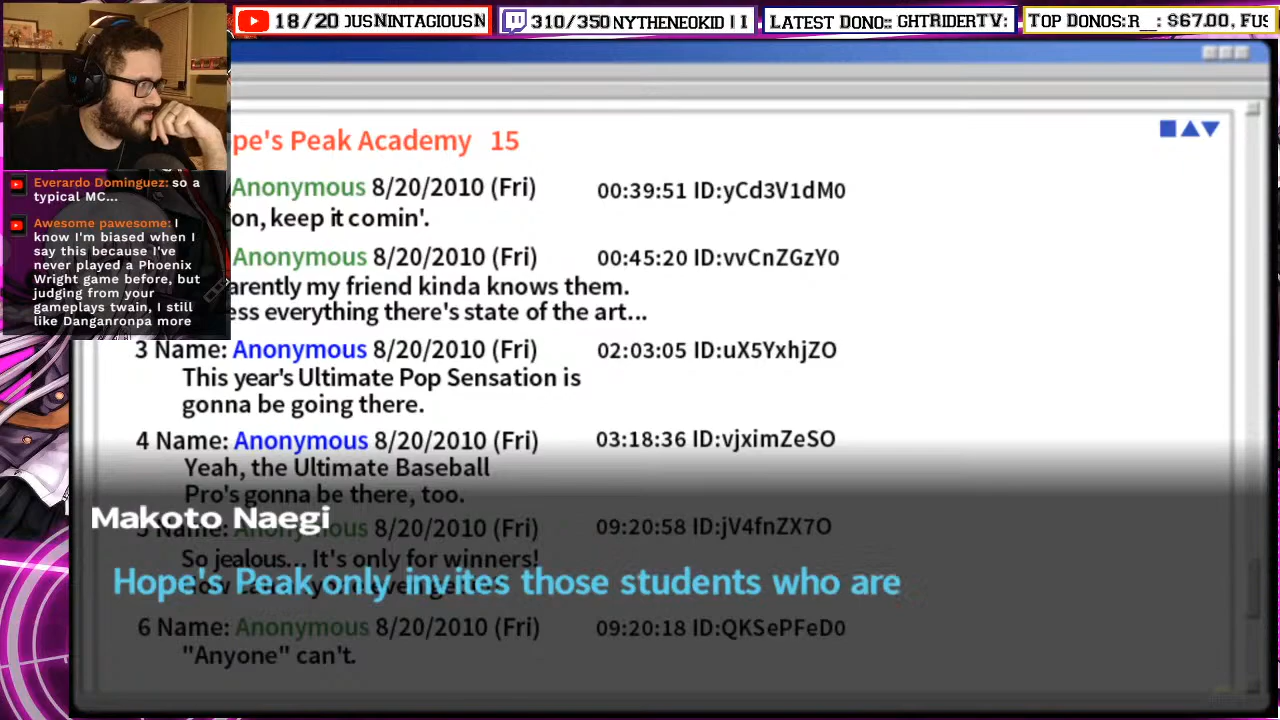 18/20 OUSNINTAGIOUSN
310/350 NYTHENEOKID I I
LATEST DONO:: GHTRIDERTV:
TOP DONOS:R__: $67.00, FUS
Everardo Dominguez: so a
typical MC...
Awesome pawesome: I
know I'm biased when I
say this because I've
never played a Phoenix
Wright game before, but
judging from your
gameplays twain, I still
like Danganronpa more
pe's Peak Academy 15
Anonymous 8/20/2010 (Fri) 00:39:51 ID:yCd3V1dM0
on, keep it comin'.
Anonymous 8/20/2010 (Fri) 00:45:20 ID:vvCnZGzY0
arently my friend kinda knows them.
ess everything there's state of the art...
3 Name: Anonymous 8/20/2010 (Fri) 02:03:05 ID:uX5YxhjZO
This year's Ultimate Pop Sensation is
gonna be going there.
4 Name: Anonymous 8/20/2010 (Fri) 03:18:36 ID:vjximZeSO
Yeah, the Ultimate Baseball
Pro's gonna be there, too.
Makoto Naegi
5 Name: Anonymous 8/20/2010 (Fri) 09:20:58 ID:jV4fnZX7O
So jealous... It's only for winners!
Hope's Peak only invites those students who are
6 Name: Anonymous 8/20/2010 (Fri) 09:20:18 ID:QKSePFeD0
"Anyone" can't.